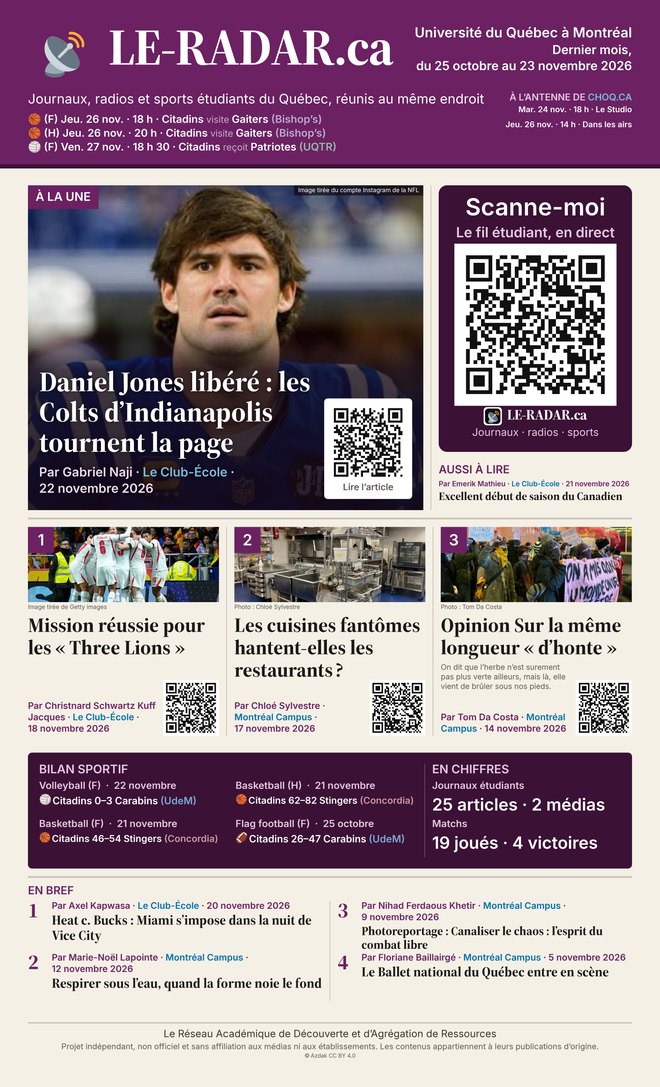 LE-RADAR.ca
Université du Québec à Montréal
Dernier mois,
du 25 octobre au 23 novembre 2026
Journaux, radios et sports étudiants du Québec, réunis au même endroit
(F) Jeu. 26 nov. · 18 h · Citadins visite Gaiters (Bishop's)
(H) Jeu. 26 nov. · 20 h · Citadins visite Gaiters (Bishop's)
(F) Ven. 27 nov. · 18 h 30 · Citadins reçoit Patriotes (UQTR)
À L'ANTENNE DE CHOQ.CA
Mar. 24 nov. · 18 h · Le Studio
Jeu. 26 nov. · 14 h · Dans les airs
À LA UNE
Image tirée du compte Instagram de la NFL
Daniel Jones libéré : les
Colts d'Indianapolis
tournent la page
Par Gabriel Naji · Le Club-École ·
22 novembre 2026
Lire l'article
Scanne-moi
Le fil étudiant, en direct
LE-RADAR.ca
Journaux · radios · sports
AUSSI À LIRE
Par Emerik Mathieu · Le Club-École · 21 novembre 2026
Excellent début de saison du Canadien
1
Image tirée de Getty images
Mission réussie pour
les « Three Lions »
Par Christnard Schwartz Kuff
Jacques · Le Club-École ·
18 novembre 2026
2
Photo : Chloé Sylvestre
Les cuisines fantômes
hantent-elles les
restaurants ?
Par Chloé Sylvestre ·
Montréal Campus ·
17 novembre 2026
3
ON A MIS CON
U MONDE EN VE
Photo : Tom Da Costa
Opinion Sur la même
longueur « d'honte »
On dit que l'herbe n'est surement
pas plus verte ailleurs, mais là, elle
vient de brûler sous nos pieds.
Par Tom Da Costa · Montréal
Campus · 14 novembre 2026
BILAN SPORTIF
Volleyball (F) · 22 novembre
Citadins 0–3 Carabins (UdeM)
Basketball (H) · 21 novembre
Citadins 62–82 Stingers (Concordia)
Basketball (F) · 21 novembre
Citadins 46–54 Stingers (Concordia)
Flag football (F) · 25 octobre
Citadins 26–47 Carabins (UdeM)
EN CHIFFRES
Journaux étudiants
25 articles · 2 médias
Matchs
19 joués · 4 victoires
EN BREF
1
Par Axel Kapwasa · Le Club-École · 20 novembre 2026
Heat c. Bucks : Miami s'impose dans la nuit de
Vice City
2
Par Marie-Noël Lapointe · Montréal Campus ·
12 novembre 2026
Respirer sous l'eau, quand la forme noie le fond
3
Par Nihad Ferdaous Khetir · Montréal Campus ·
9 novembre 2026
Photoreportage : Canaliser le chaos : l'esprit du
combat libre
4
Par Floriane Baillairgé · Montréal Campus · 5 novembre 2026
Le Ballet national du Québec entre en scène
Le Réseau Académique de Découverte et d'Agrégation de Ressources
Projet indépendant, non officiel et sans affiliation aux médias ni aux établissements. Les contenus appartiennent à leurs publications d'origine.
© Azdak CC BY 4.0